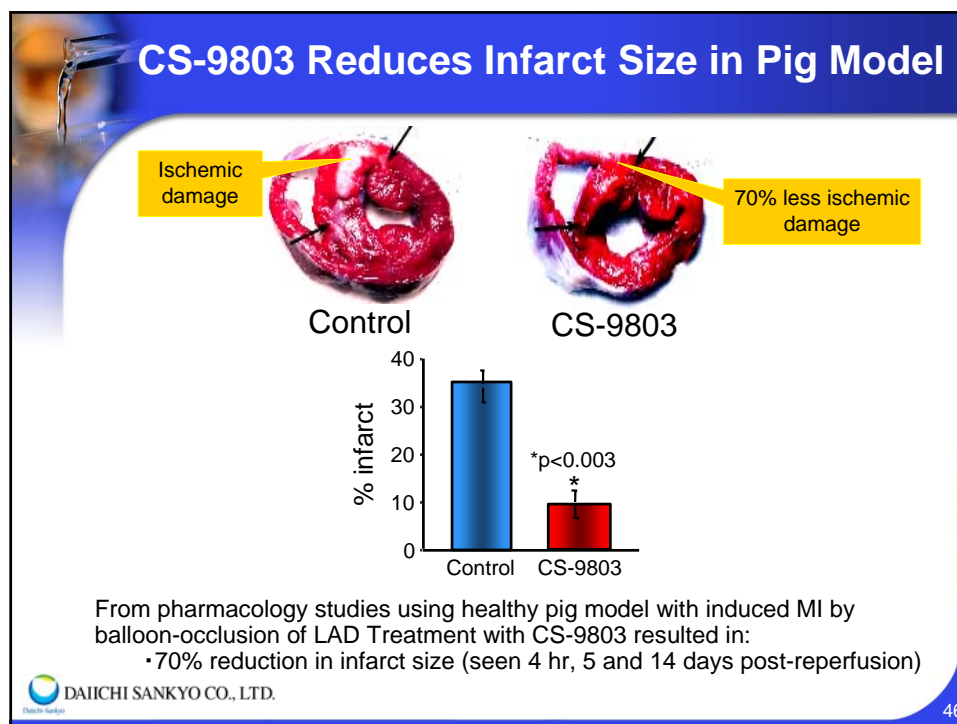 CS-9803 Reduces Infarct Size in Pig Model
Ischemic
damage
70% less ischemic
damage
Control
CS-9803
40
30
20
10
0
% infarct
*p<0.003
*
Control
CS-9803
From pharmacology studies using healthy pig model with induced MI by
balloon-occlusion of LAD Treatment with CS-9803 resulted in:
・70% reduction in infarct size (seen 4 hr, 5 and 14 days post-reperfusion)
DAIICHI SANKYO CO., LTD.
Daiichi-Sankyo
46